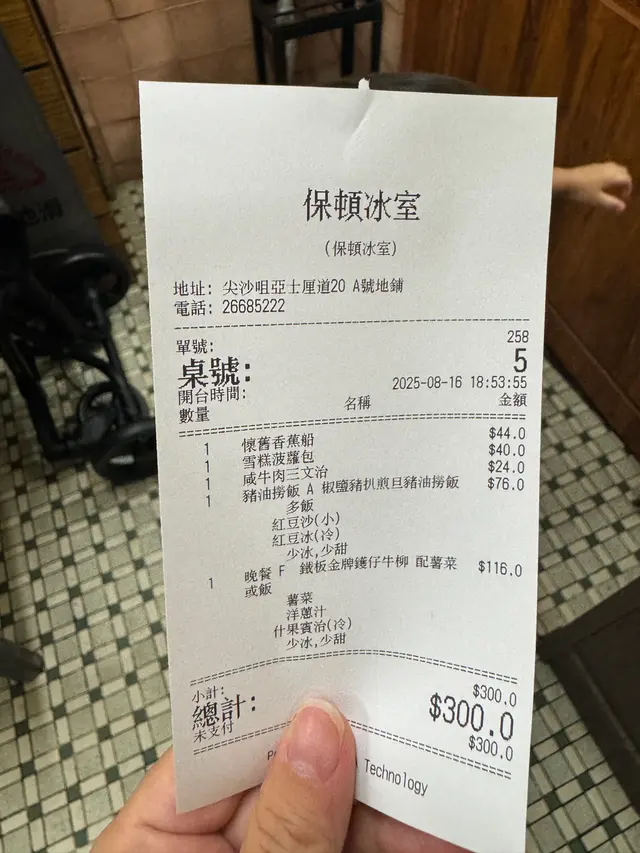 保頓冰室
(保頓冰室)
地址: 尖沙咀亞士厘道20 A號地鋪
電話: 26685222
單號: 258
桌號: 5
開台時間: 2025-08-16 18:53:55
數量 名稱 金額
1 懷舊香蕉船 $44.0
1 雪糕菠蘿包 $40.0
1 咸牛肉三文治 $24.0
1 豬油撈飯 A 椒鹽豬扒煎旦豬油撈飯 $76.0
多飯
紅豆沙(小)
紅豆冰(冷)
少冰,少甜
1 晚餐 F 鐵板金牌鑊仔牛柳 配薯菜 $116.0
或飯
薯菜
洋蔥汁
什果賓治(冷)
少冰,少甜
小計: $300.0
總計: $300.0
未支付 $300.0
Technology